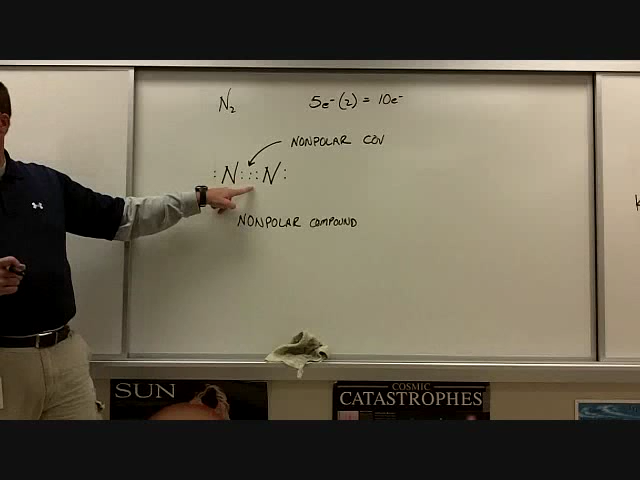 N₂ 5e⁻(2) = 10e⁻
NONPOLAR COV
:N:::N:
NONPOLAR COMPOUND
SUN
COSMIC
CATASTROPHES